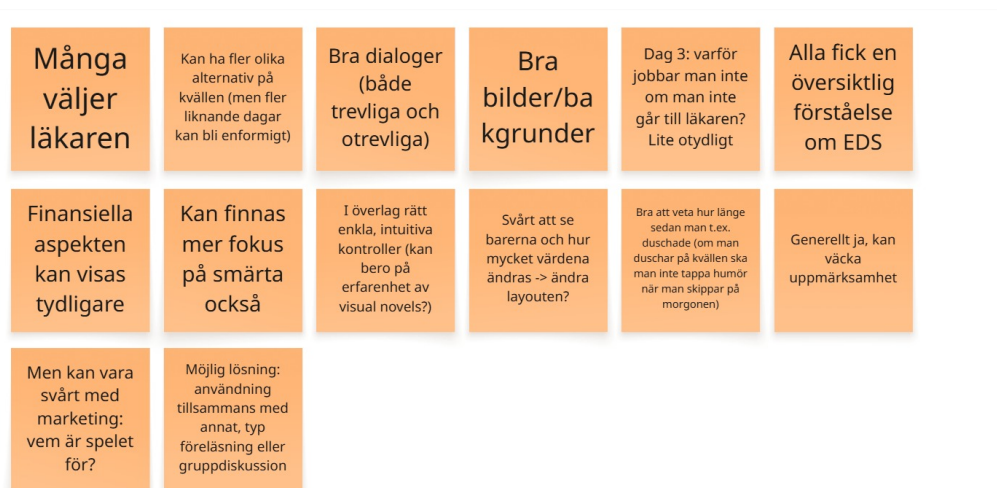 Många
väljer
läkaren
Kan ha fler olika
alternativ på
kvällen (men fler
liknande dagar
kan bli enformigt)
Bra dialoger
(både
trevliga och
otrevliga)
Bra
bilder/ba
kgrunder
Dag 3: varför
jobbar man inte
om man inte
går till läkaren?
Lite otydligt
Alla fick en
översiktlig
förståelse
om EDS
Finansiella
aspekten
kan visas
tydligare
Kan finnas
mer fokus
på smärta
också
I överlag rätt
enkla, intuitiva
kontroller (kan
bero på
erfarenhet av
visual novels?)
Svårt att se
barerna och hur
mycket värdena
ändras -> ändra
layouten?
Bra att veta hur länge
sedan man t.ex.
duschade (om man
duschar på kvällen ska
man inte tappa humör
när man skippar på
morgonen)
Generellt ja, kan
väcka
uppmärksamhet
Men kan vara
svårt med
marketing:
vem är spelet
för?
Möjlig lösning:
användning
tillsammans med
annat, typ
föreläsning eller
gruppdiskussion